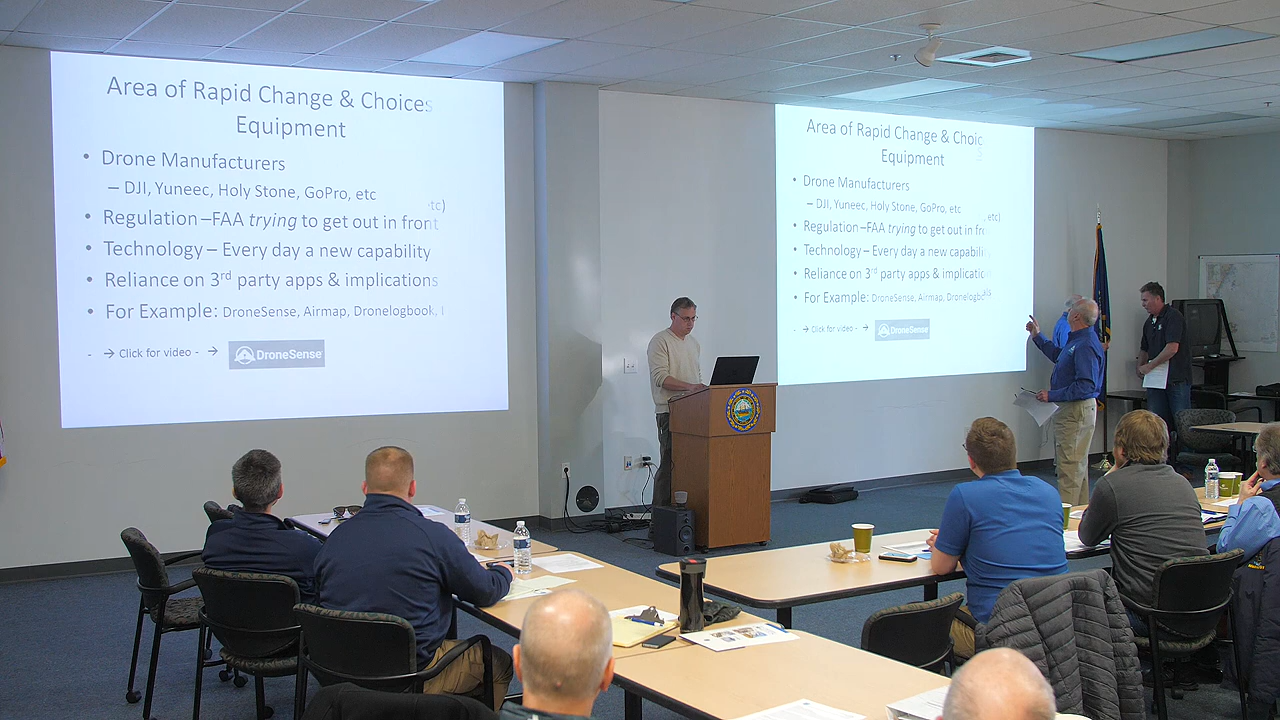 Area of Rapid Change & Choices
Equipment
• Drone Manufacturers
– DJI, Yuneec, Holy Stone, GoPro, etc
etc)
• Regulation –FAA trying to get out in front
• Technology – Every day a new capability
• Reliance on 3rd party apps & implications
• For Example: DroneSense, Airmap, Dronelogbook,
- → Click for video - →
DroneSense
Area of Rapid Change & Choic
Equipment
• Drone Manufacturers
– DJI, Yuneec, Holy Stone, GoPro, etc
etc)
• Regulation –FAA trying to get out in fr
• Technology – Every day a new capabili
• Reliance on 3rd party apps & implicatio
• For Example: DroneSense, Airmap, Dronelogbo
- → Click for video - →
DroneSense